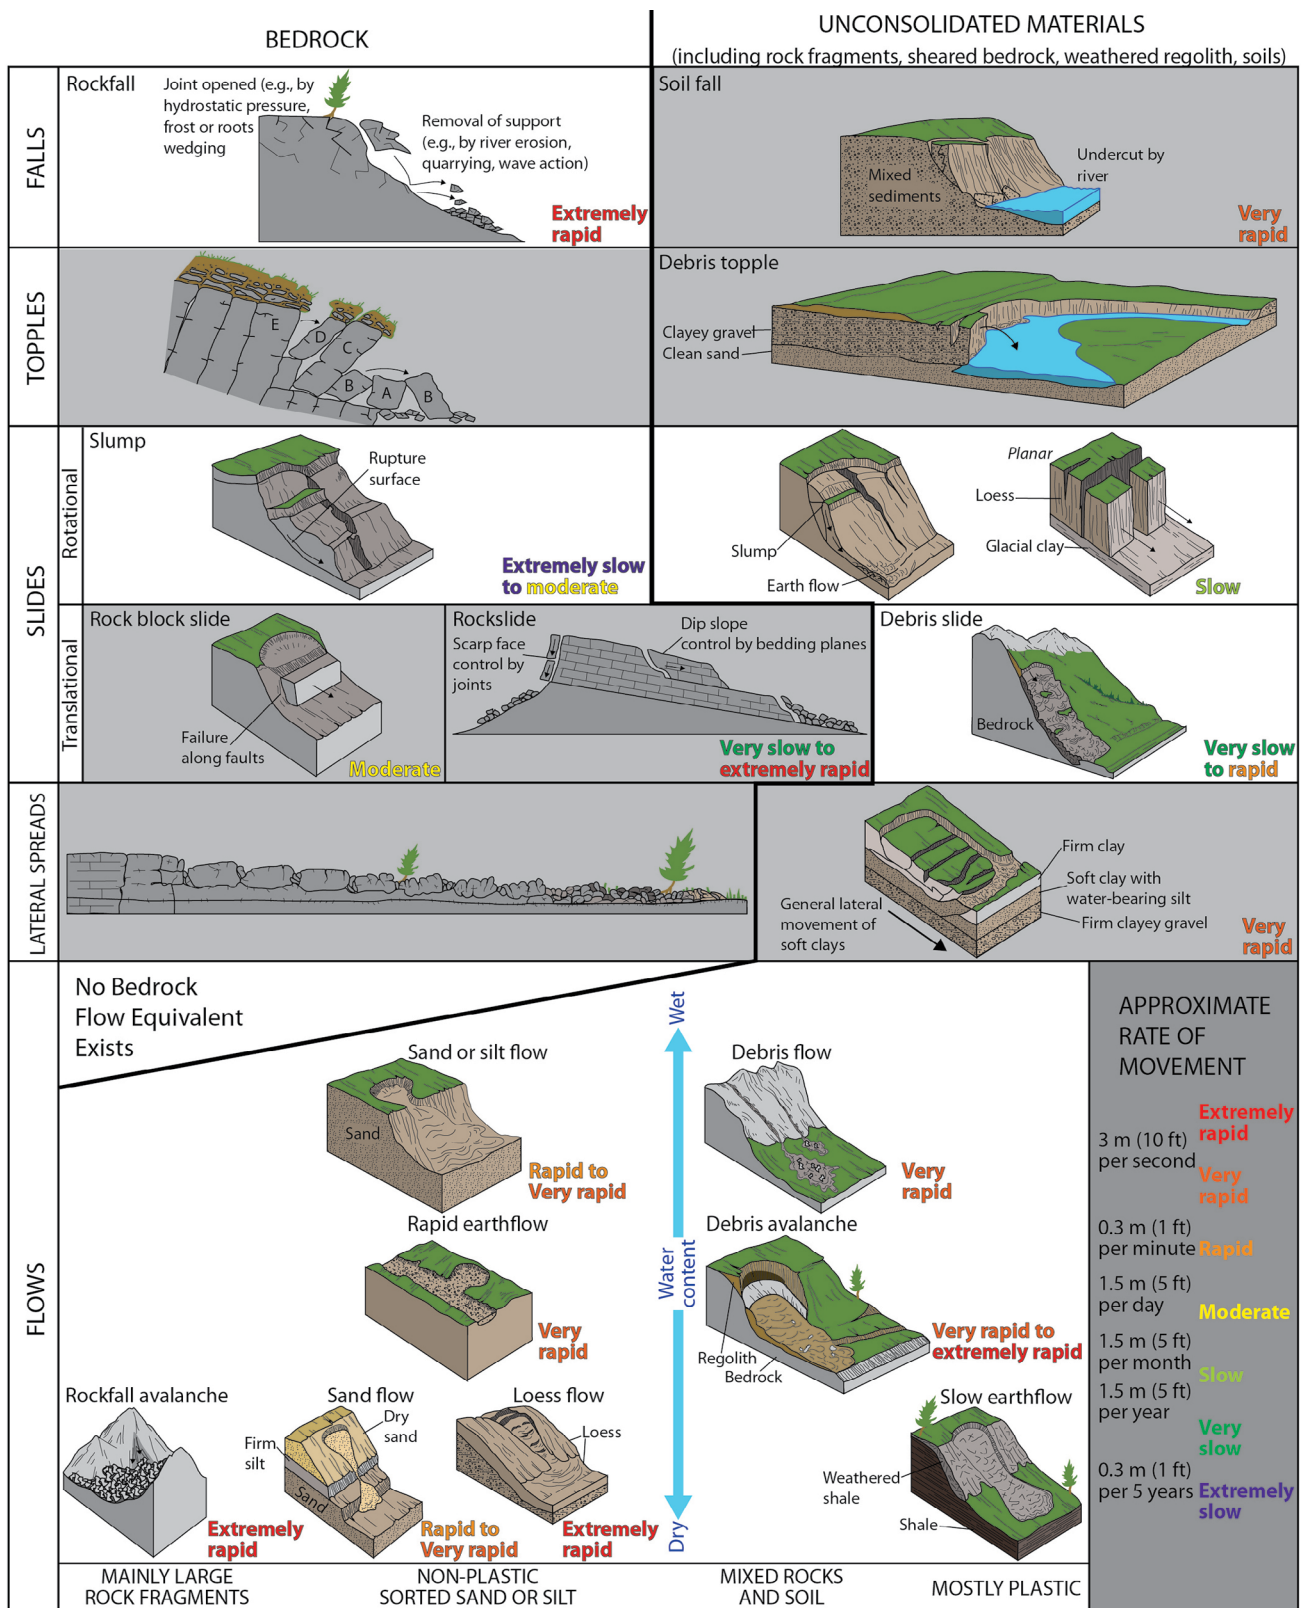 BEDROCK
UNCONSOLIDATED MATERIALS
(including rock fragments, sheared bedrock, weathered regolith, soils)
FALLS
Rockfall
Joint opened (e.g., by
hydrostatic pressure,
frost or roots
wedging
Removal of support
(e.g., by river erosion,
quarrying, wave action)
Extremely
rapid
Soil fall
Mixed
sediments
Undercut by
river
Very
rapid
TOPPLES
E
D
C
B
A
B
Debris topple
Clayey gravel
Clean sand
SLIDES
Rotational
Slump
Rupture
surface
Extremely slow
to moderate
Slump
Earth flow
Planar
Loess
Glacial clay
Slow
Translational
Rock block slide
Failure
along faults
Moderate
Rockslide
Scarp face
control by
joints
Dip slope
control by bedding planes
Very slow to
extremely rapid
Debris slide
Bedrock
Very slow
to rapid
LATERAL SPREADS
General lateral
movement of
soft clays
Firm clay
Soft clay with
water-bearing silt
Firm clayey gravel
Very
rapid
FLOWS
No Bedrock
Flow Equivalent
Exists
Sand or silt flow
Sand
Rapid to
Very rapid
Wet
Water
content
Dry
Debris flow
Very
rapid
Rapid earthflow
Very
rapid
Debris avalanche
Regolith
Bedrock
Very rapid to
extremely rapid
Rockfall avalanche
Extremely
rapid
Sand flow
Dry
sand
Firm
silt
Sand
Rapid to
Very rapid
Loess flow
Loess
Extremely
rapid
Slow earthflow
Weathered
shale
Shale
APPROXIMATE
RATE OF
MOVEMENT
Extremely
rapid
3 m (10 ft)
per second
Very
rapid
0.3 m (1 ft)
per minute
Rapid
1.5 m (5 ft)
per day
Moderate
1.5 m (5 ft)
per month
Slow
1.5 m (5 ft)
per year
Very
slow
0.3 m (1 ft)
per 5 years
Extremely
slow
MAINLY LARGE
ROCK FRAGMENTS
NON-PLASTIC
SORTED SAND OR SILT
MIXED ROCKS
AND SOIL
MOSTLY PLASTIC